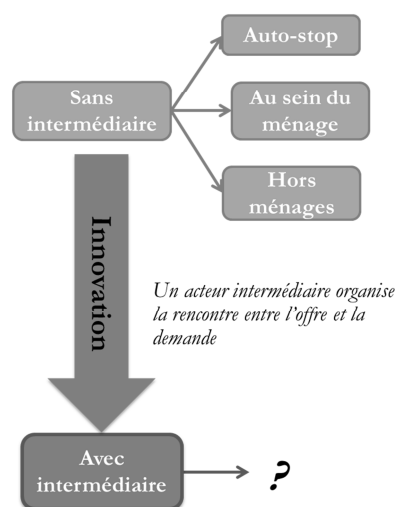 Auto-stop
Sans
intermédiaire
Au sein du
ménage
Hors
ménages
Innovation
Un acteur intermédiaire organise
la rencontre entre l'offre et la
demande
Avec
intermédiaire
?